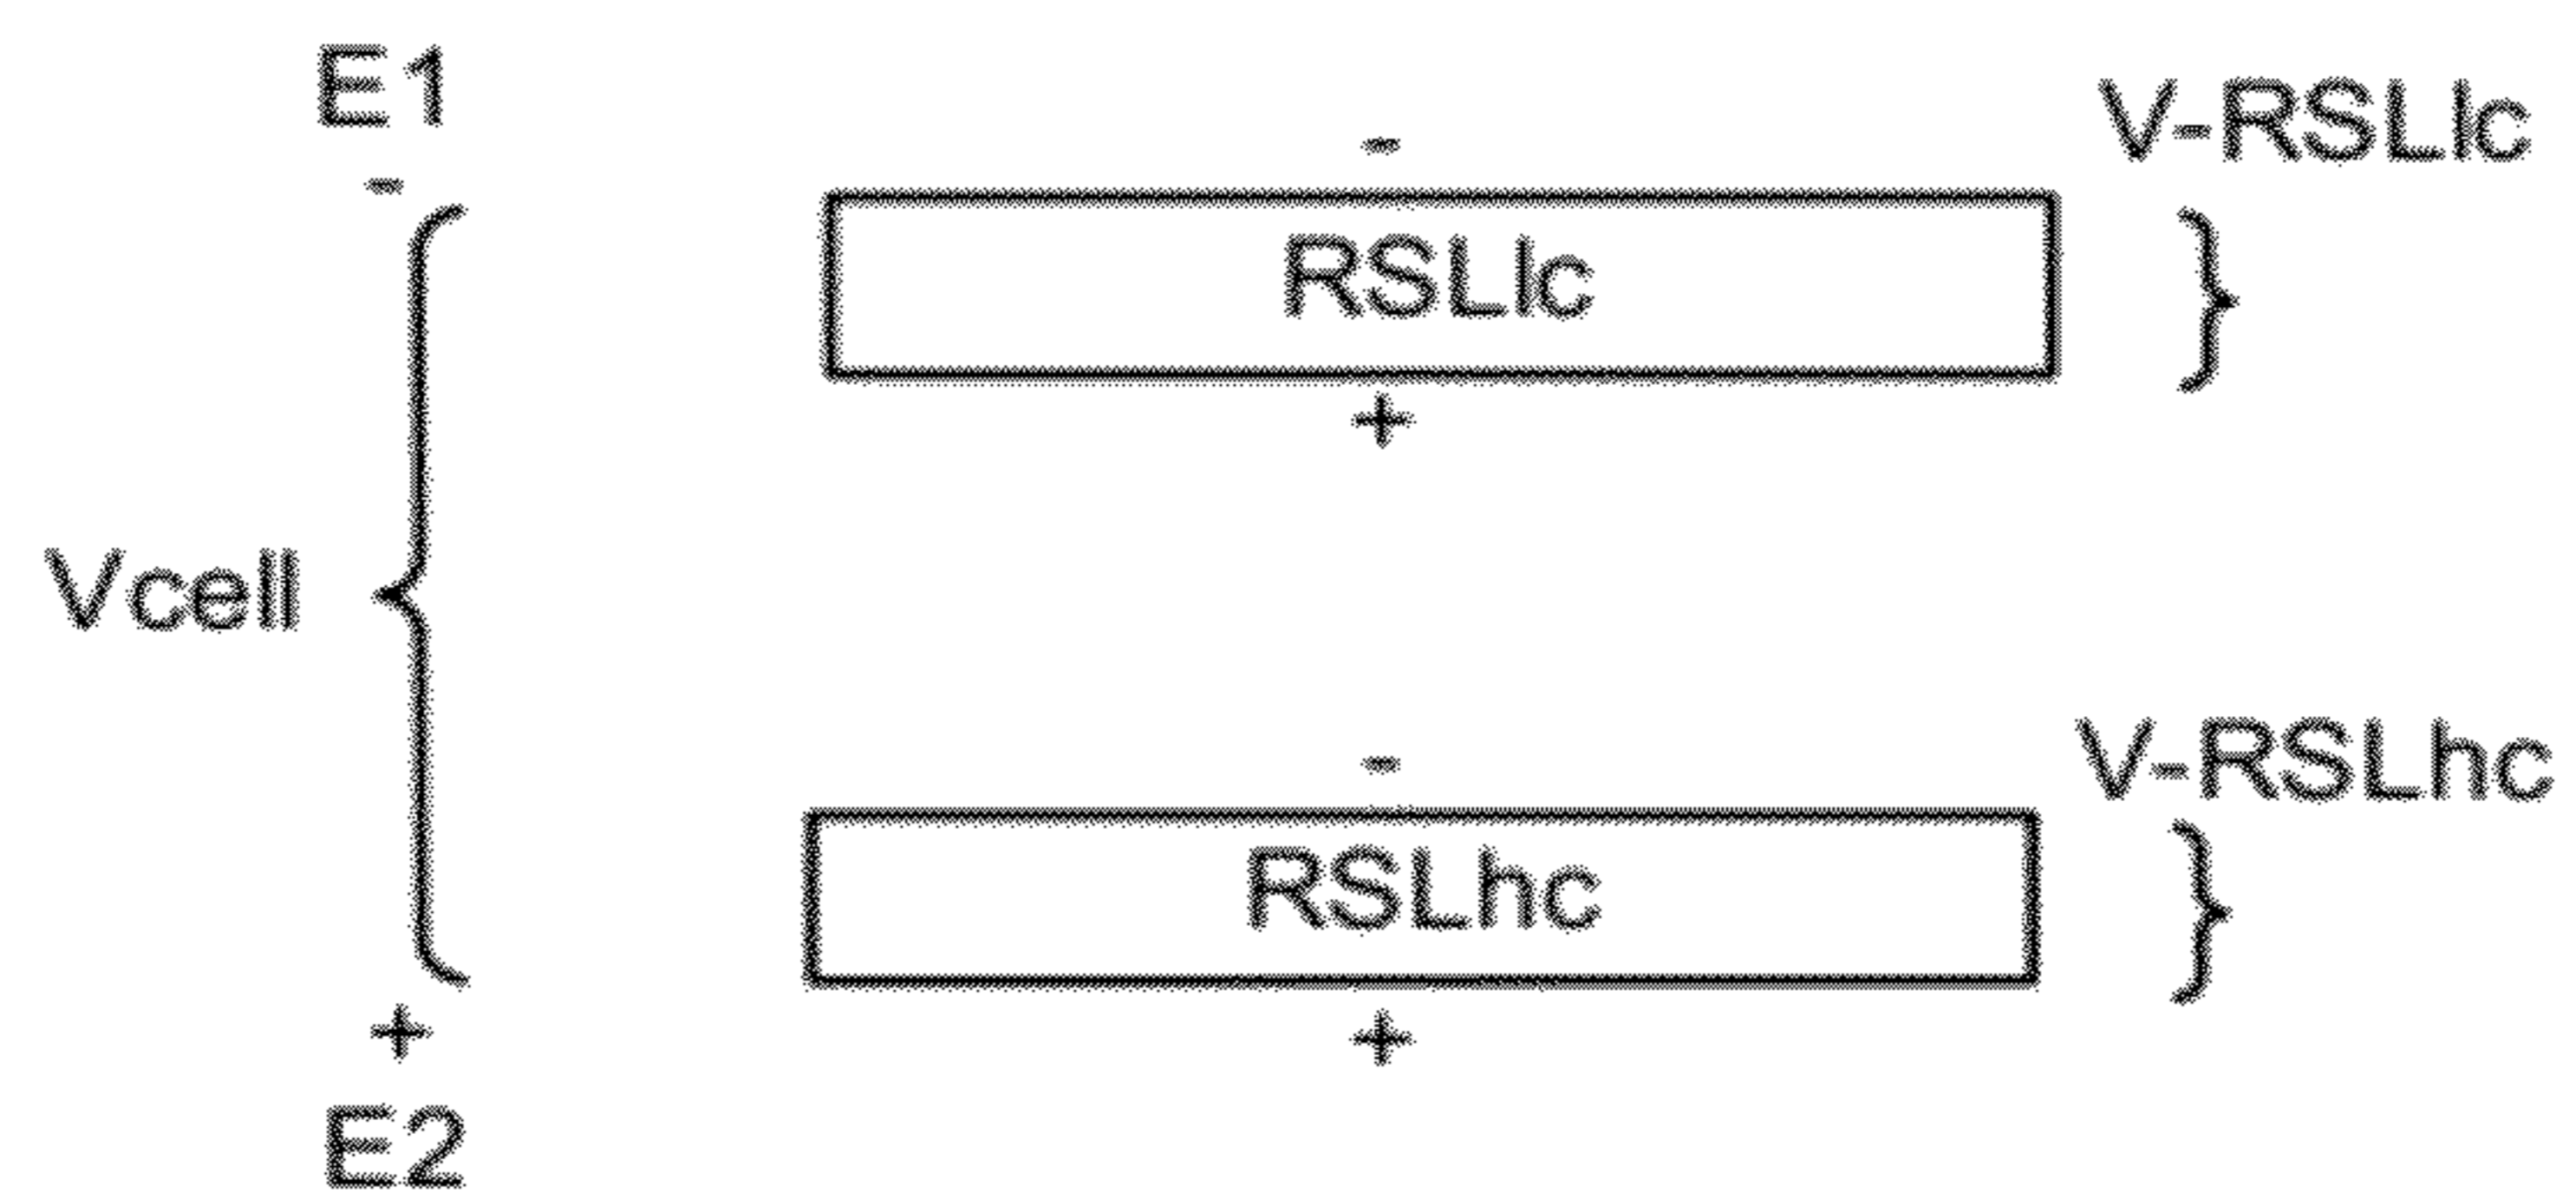 E1
-
-
V-RSLlc
RSLlc
+
Vcell
-
V-RSLhc
RSLhc
+
+
E2